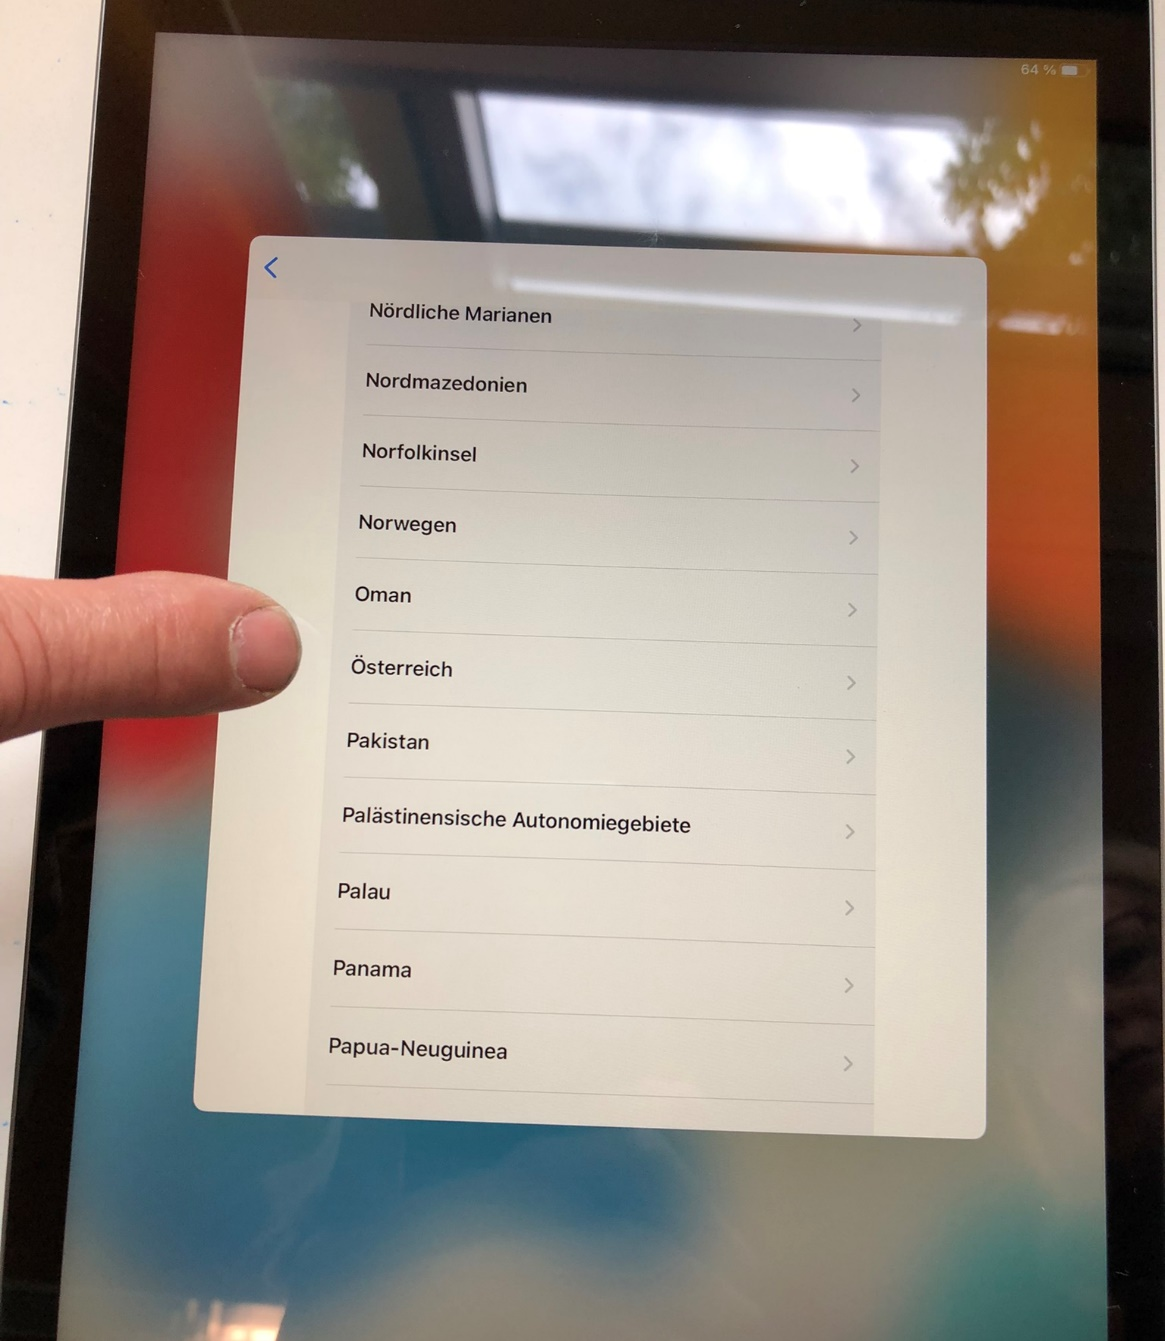 64 %
Nördliche Marianen
Nordmazedonien
Norfolkinsel
Norwegen
Oman
Österreich
Pakistan
Palästinensische Autonomiegebiete
Palau
Panama
Papua-Neuguinea